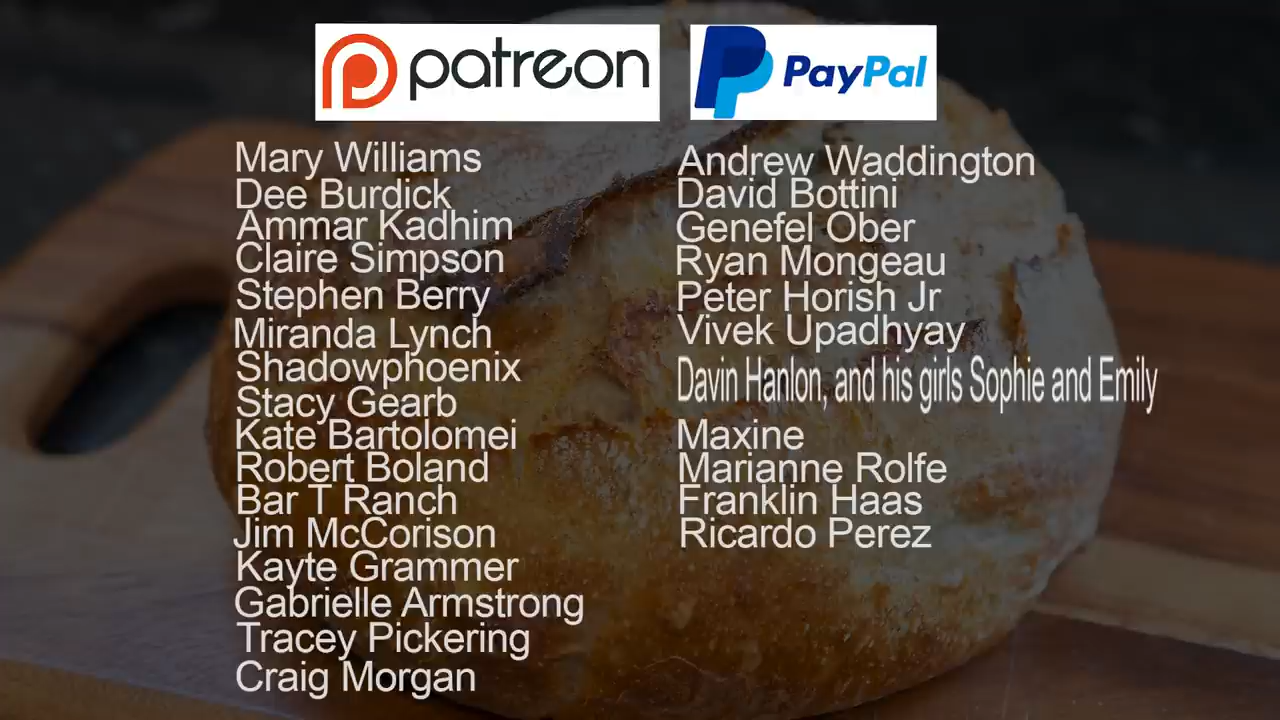 patreon
PayPal
Mary Williams
Dee Burdick
Ammar Kadhim
Claire Simpson
Stephen Berry
Miranda Lynch
Shadowphoenix
Stacy Gearb
Kate Bartolomei
Robert Boland
Bar T Ranch
Jim McCorison
Kayte Grammer
Gabrielle Armstrong
Tracey Pickering
Craig Morgan
Andrew Waddington
David Bottini
Genefel Ober
Ryan Mongeau
Peter Horish Jr
Vivek Upadhyay
Davin Hanlon, and his girls Sophie and Emily
Maxine
Marianne Rolfe
Franklin Haas
Ricardo Perez